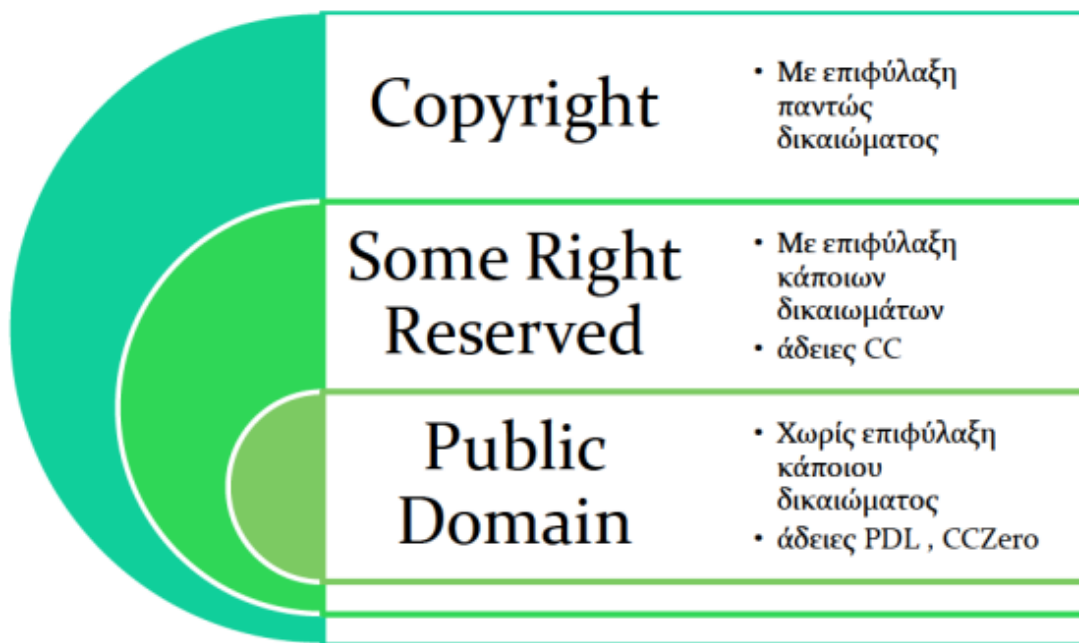 Copyright
• Με επιφύλαξη
παντώς
δικαιώματος
Some Right
Reserved
• Με επιφύλαξη
κάποιων
δικαιωμάτων
• άδειες CC
Public
Domain
• Χωρίς επιφύλαξη
κάποιου
δικαιώματος
• άδειες PDL , CCZero